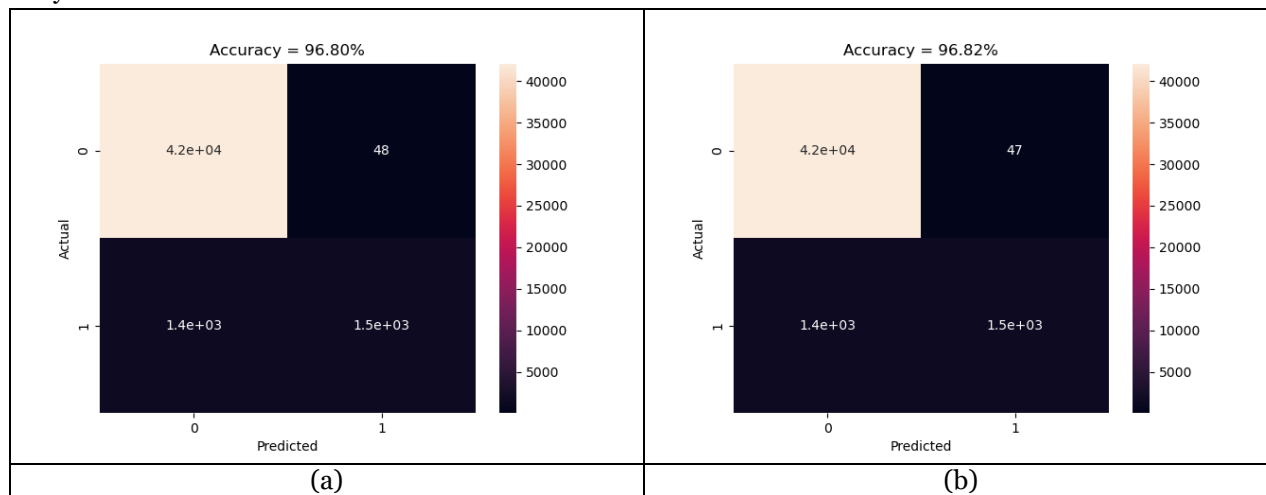 Accuracy = 96.80%
40000
35000
30000
25000
20000
15000
10000
5000
0
4.2e+04
48
Actual
1
1.4e+03
1.5e+03
0
1
Predicted
(a)
Accuracy = 96.82%
40000
35000
30000
25000
20000
15000
10000
5000
0
4.2e+04
47
Actual
1
1.4e+03
1.5e+03
0
1
Predicted
(b)